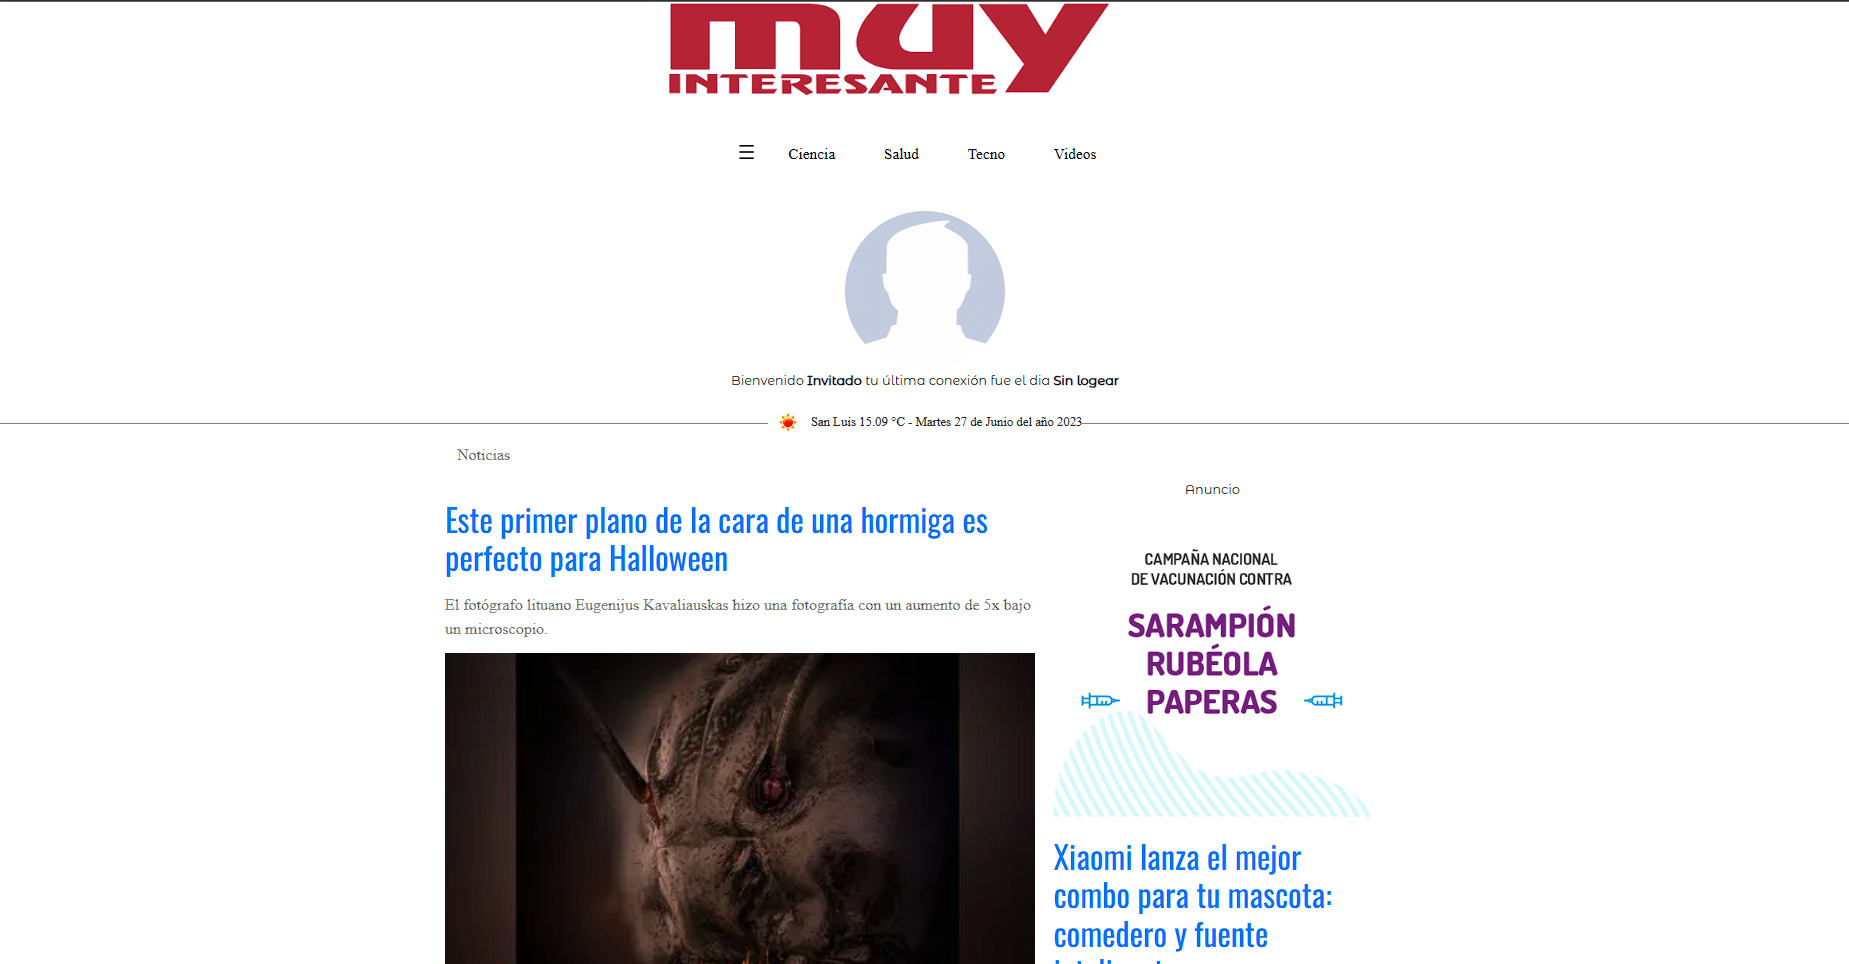 muy
INTERESANTE
☰ Ciencia Salud Tecno Videos
Bienvenido Invitado tu última conexión fue el dia Sin logear
San Luis 15.09 °C - Martes 27 de Junio del año 2023
Noticias
Este primer plano de la cara de una hormiga es
perfecto para Halloween
El fotógrafo lituano Eugenijus Kavaliauskas hizo una fotografía con un aumento de 5x bajo
un microscopio.
Anuncio
CAMPAÑA NACIONAL
DE VACUNACIÓN CONTRA
SARAMPIÓN
RUBÉOLA
PAPERAS
Xiaomi lanza el mejor
combo para tu mascota:
comedero y fuente